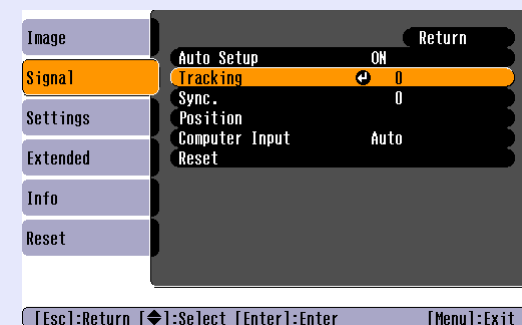 Image
Signal
Settings
Extended
Info
Reset
Return
Auto Setup ON
Tracking 0
Sync. 0
Position
Computer Input Auto
Reset
[Esc]:Return [◆]:Select [Enter]:Enter [Menu]:Exit